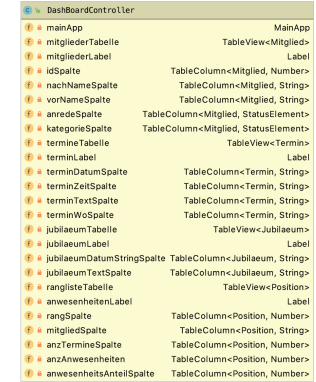 DashBoardController
mainApp MainApp
mitgliederTabelle TableView<Mitglied>
mitgliederLabel Label
idSpalte TableColumn<Mitglied, Number>
nachNameSpalte TableColumn<Mitglied, String>
vorNameSpalte TableColumn<Mitglied, String>
anredeSpalte TableColumn<Mitglied, StatusElement>
kategorieSpalte TableColumn<Mitglied, StatusElement>
termineTabelle TableView<Termin>
terminLabel Label
terminDatumSpalte TableColumn<Termin, String>
terminZeitSpalte TableColumn<Termin, String>
terminTextSpalte TableColumn<Termin, String>
terminWoSpalte TableColumn<Termin, String>
jubilaeumTabelle TableView<Jubilaeum>
jubilaeumLabel Label
jubilaeumDatumStringSpalte TableColumn<Jubilaeum, String>
jubilaeumTextSpalte TableColumn<Jubilaeum, String>
ranglisteTabelle TableView<Position>
anwesenheitenLabel Label
rangSpalte TableColumn<Position, Number>
mitgliedSpalte TableColumn<Position, String>
anzTermineSpalte TableColumn<Position, Number>
anzAnwesenheiten TableColumn<Position, Number>
anwesenheitsAnteilSpalte TableColumn<Position, Number>